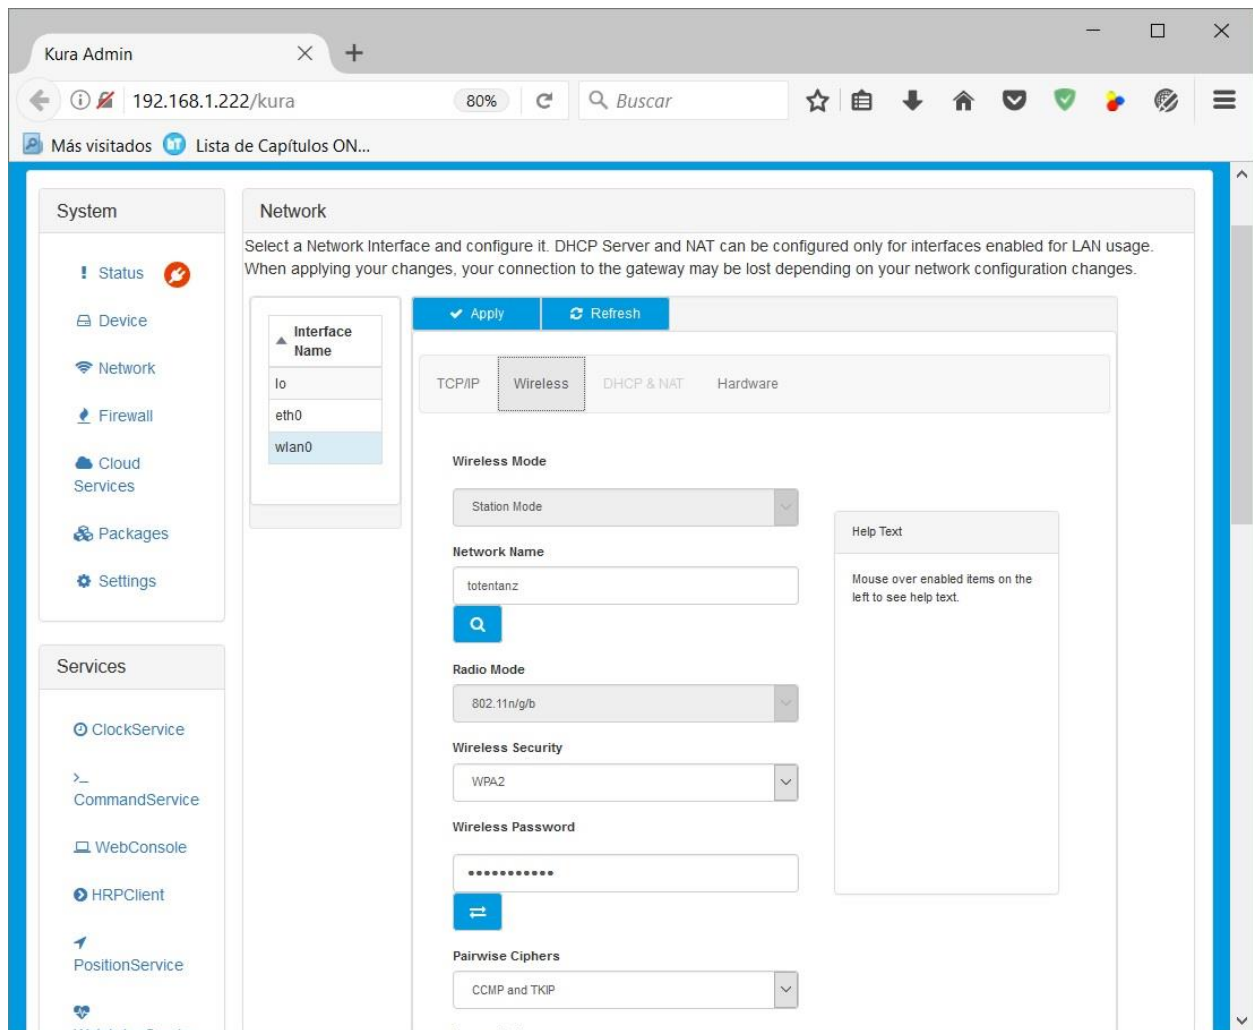 Kura Admin
192.168.1.222/kura
80%
Buscar
Más visitados
Lista de Capítulos ON...
System
Status
Device
Network
Firewall
Cloud
Services
Packages
Settings
Services
ClockService
CommandService
WebConsole
HRPClient
PositionService
Network
Select a Network Interface and configure it. DHCP Server and NAT can be configured only for interfaces enabled for LAN usage.
When applying your changes, your connection to the gateway may be lost depending on your network configuration changes.
Interface
Name
lo
eth0
wlan0
Apply
Refresh
TCP/IP
Wireless
DHCP & NAT
Hardware
Wireless Mode
Station Mode
Network Name
totentanz
Radio Mode
802.11n/g/b
Wireless Security
WPA2
Wireless Password
•••••••••••
Pairwise Ciphers
CCMP and TKIP
Help Text
Mouse over enabled items on the
left to see help text.